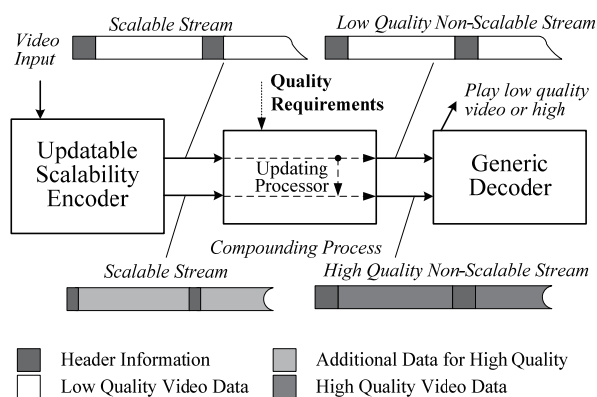 Video
Input
Scalable Stream
Low Quality Non-Scalable Stream
Quality
Requirements
Play low quality
video or high
Updatable
Scalability
Encoder
Updating
Processor
Generic
Decoder
Compounding Process
Scalable Stream
High Quality Non-Scalable Stream
Header Information
Additional Data for High Quality
Low Quality Video Data
High Quality Video Data